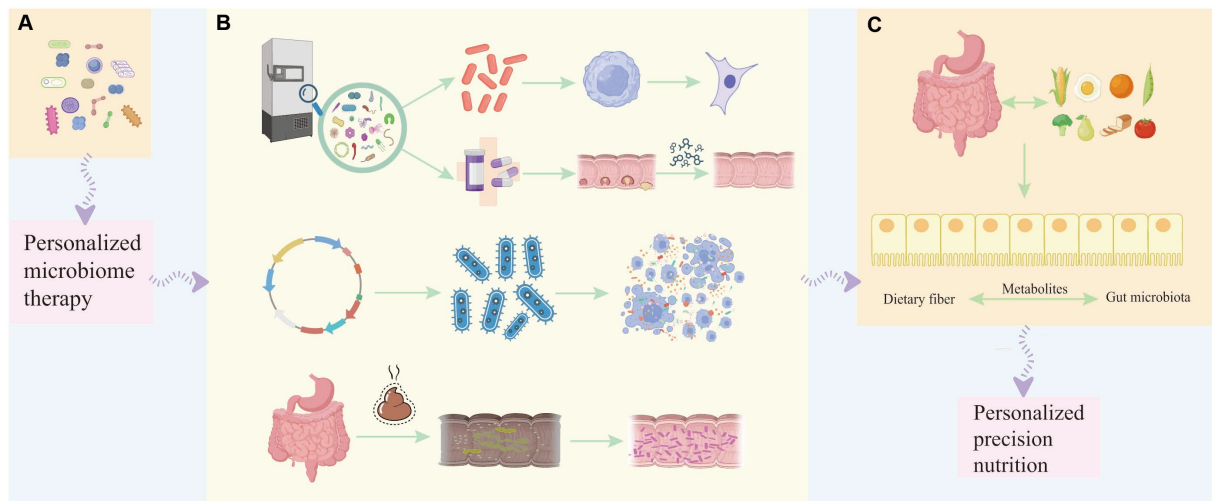 A
B
C
Personalized
microbiome
therapy
Dietary fiber
Metabolites
Gut microbiota
Personalized
precision
nutrition